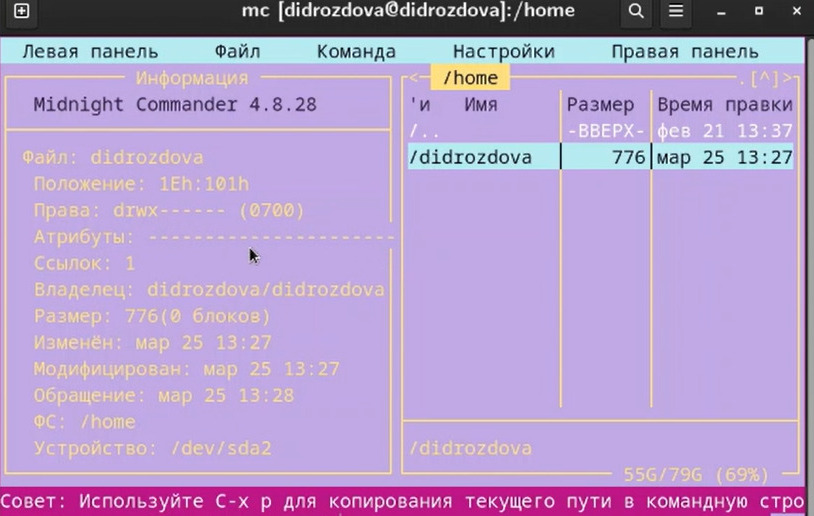 mc [didrozdova@didrozdova]:/home
Левая панель Файл Команда Настройки Правая панель
Информация
Midnight Commander 4.8.28
Файл: didrozdova
Положение: 1Eh:101h
Права: drwx------ (0700)
Атрибуты: ----------------------
Ссылок: 1
Владелец: didrozdova/didrozdova
Размер: 776(0 блоков)
Изменён: мар 25 13:27
Модифицирован: мар 25 13:27
Обращение: мар 25 13:28
ФС: /home
Устройство: /dev/sda2
<─ /home .[^]>
'и Имя Размер Время правки
/.. -ВВЕРХ- фев 21 13:37
/didrozdova 776 мар 25 13:27
/didrozdova
55G/79G (69%)
Совет: Используйте C-x p для копирования текущего пути в командную стро